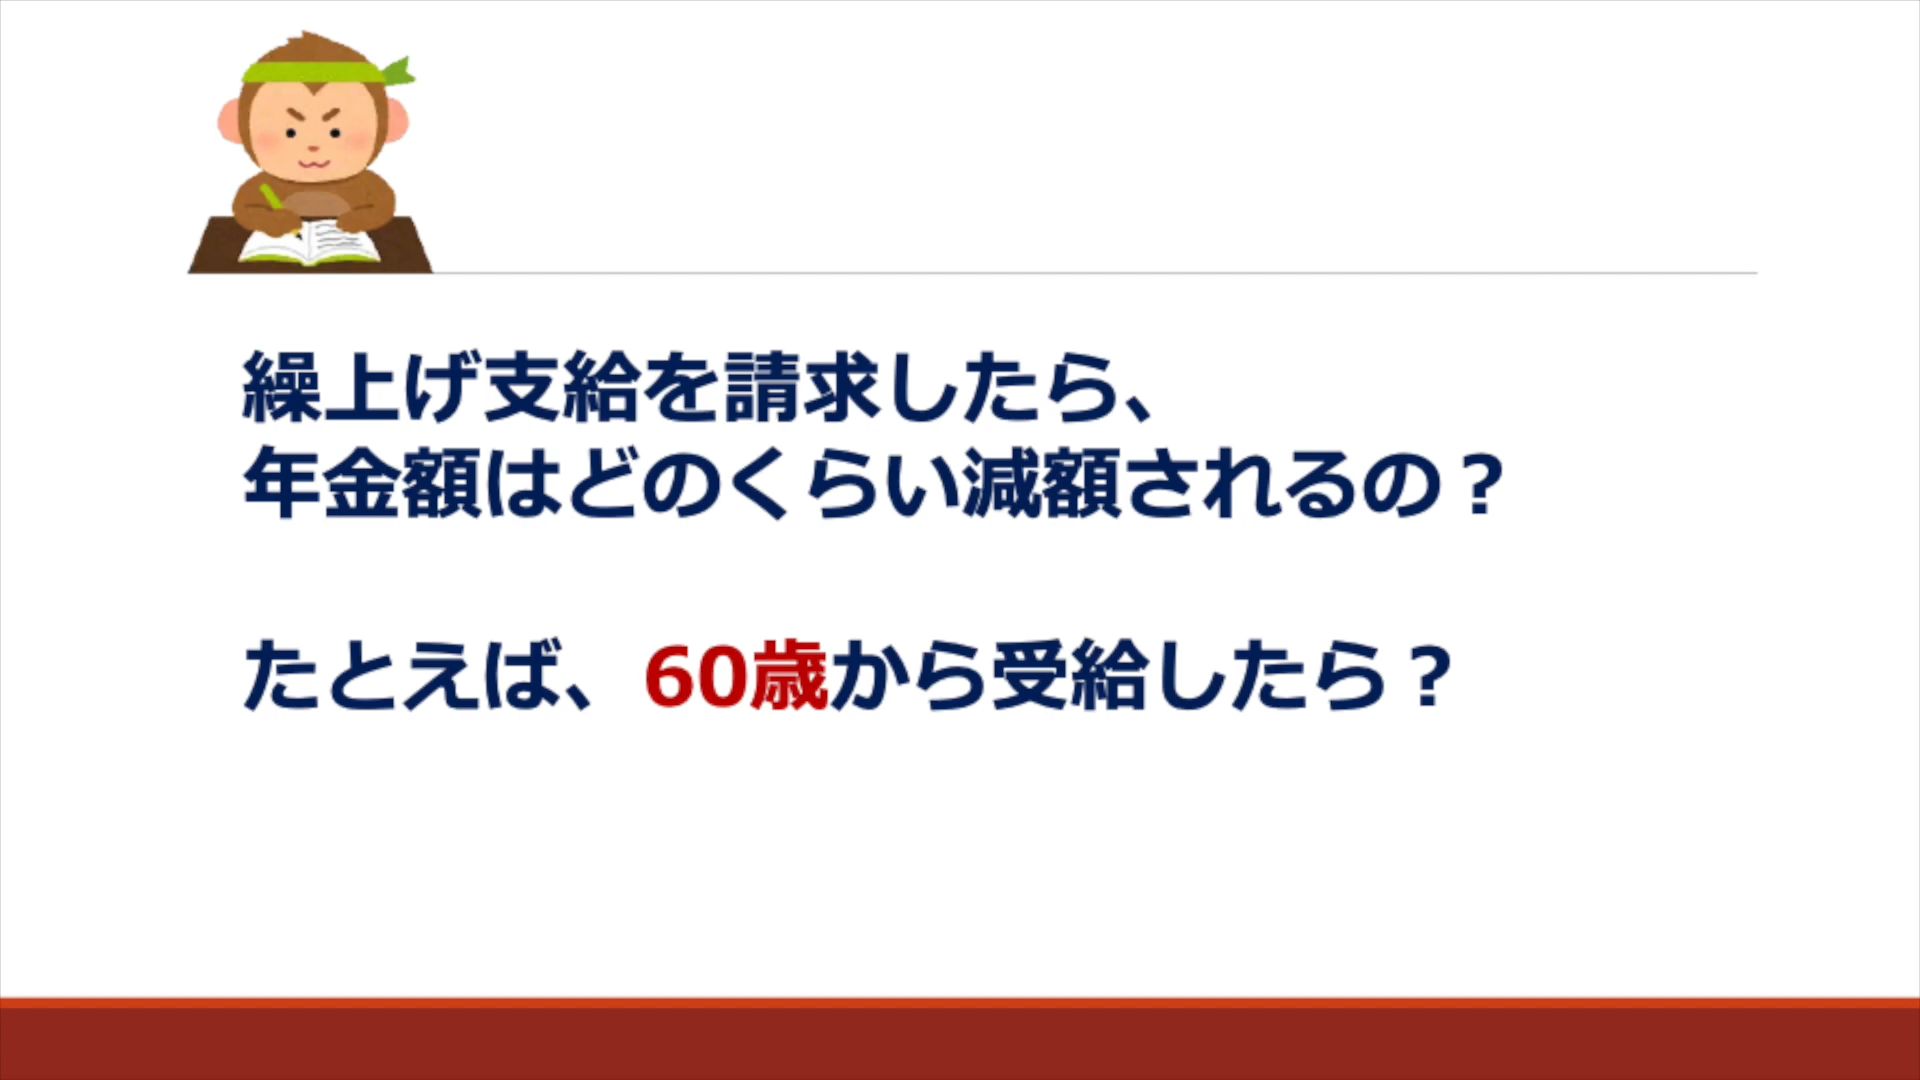 繰上げ支給を請求したら、
年金額はどのくらい減額されるの？
たとえば、60歳から受給したら？